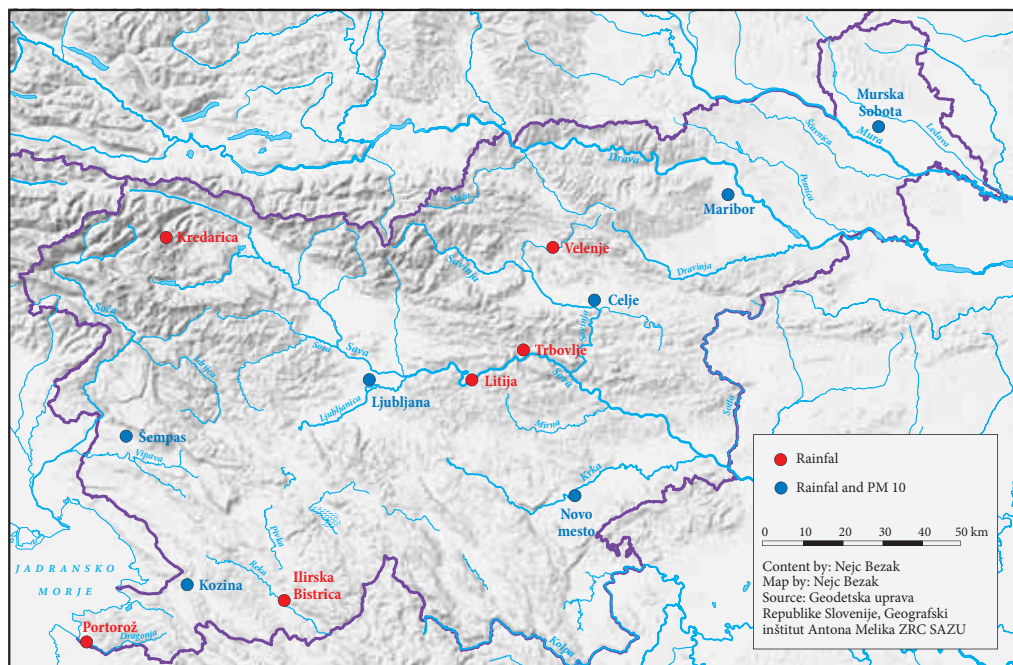 Murska
Sobota
Ščavnica
Mura
Ledava
Drava
Meža
Maribor
Pesnica
Kredarica
Velenje
Savinja
Dravinja
Celje
Soča
Savinja
Trbovlje
Sora
Sava
Idrijca
Litija
Sava
Ljubljana
Ljubljanica
Sotla
Mirna
Šempas
Vipava
Krka
Novo
mesto
Pivka
JADRANSKO
MORJE
Reka
Kozina
Ilirska
Bistrica
Portorož
Dragonja
Kolpa
Rainfal
Rainfall and PM 10
0 10 20 30 40 50 km
Content by: Nejc Bezak
Map by: Nejc Bezak
Source: Geodetska uprava
Republike Slovenije, Geografski
inštitut Antona Melika ZRC SAZU